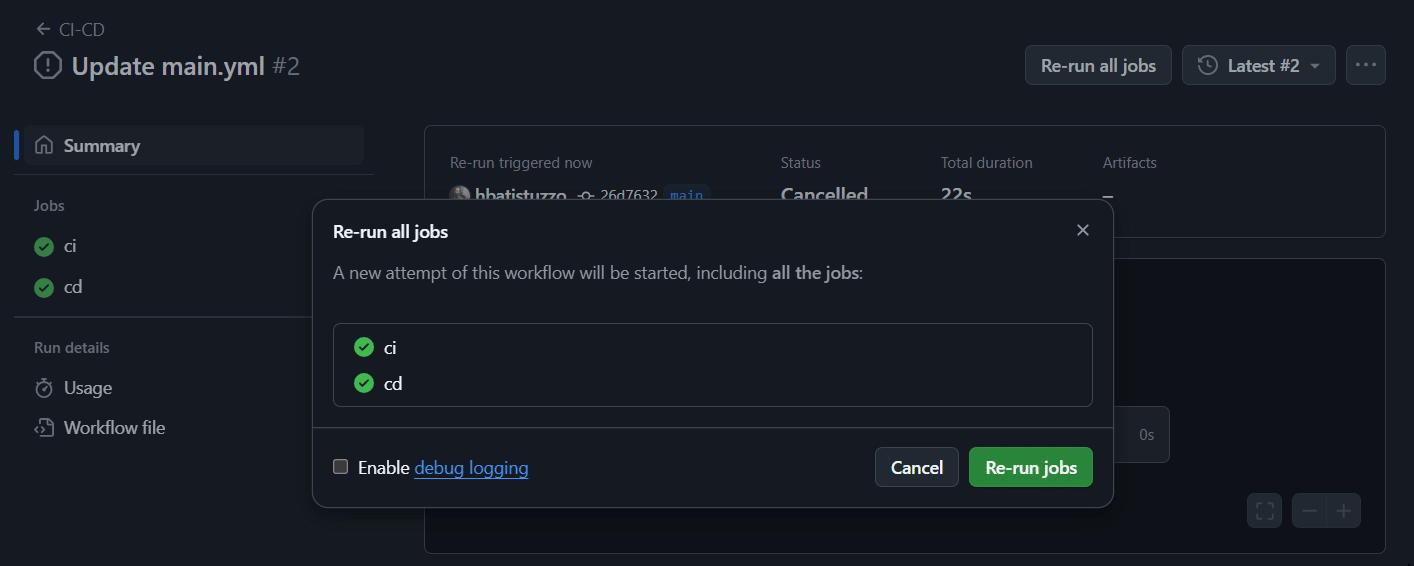 CI-CD
Update main.yml #2
Re-run all jobs
Latest #2
Summary
Jobs
ci
cd
Run details
Usage
Workflow file
Re-run triggered now
hbatistuzzo 26d7632 main
Status
Cancelled
Total duration
22s
Artifacts
–
Re-run all jobs
A new attempt of this workflow will be started, including all the jobs:
ci
cd
Enable debug logging
Cancel
Re-run jobs
0s